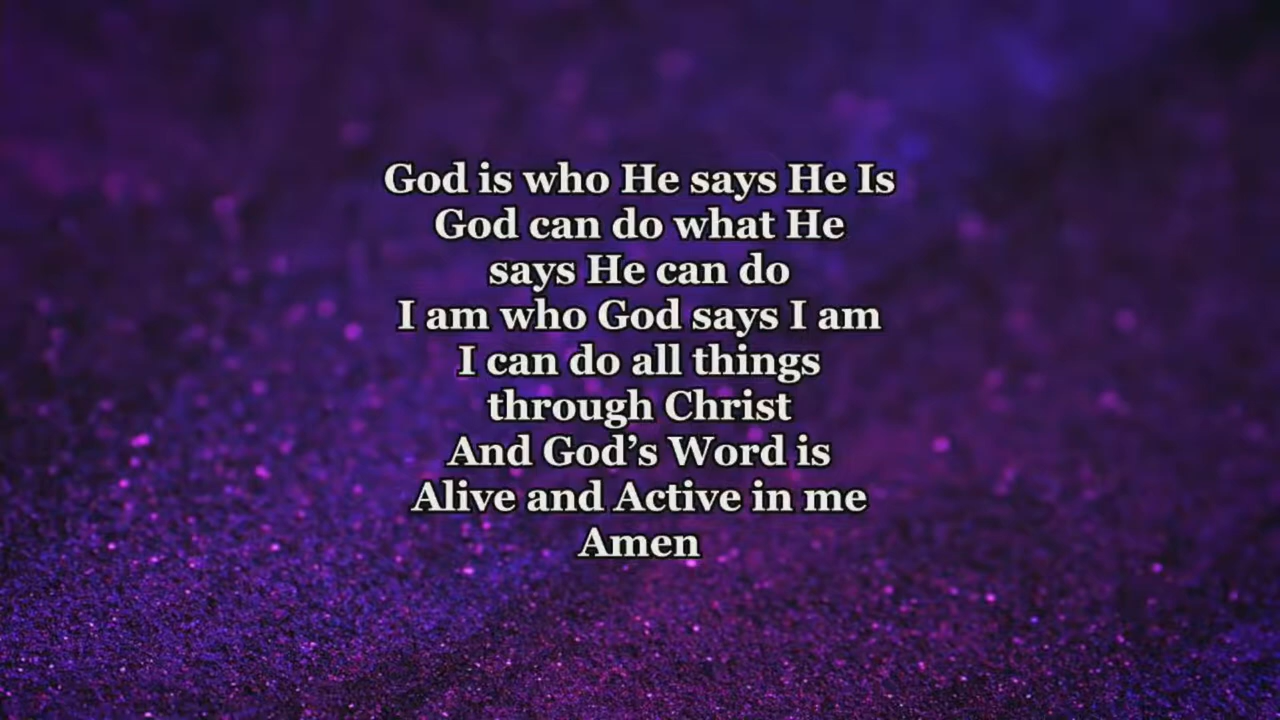 God is who He says He Is
God can do what He
says He can do
I am who God says I am
I can do all things
through Christ
And God’s Word is
Alive and Active in me
Amen